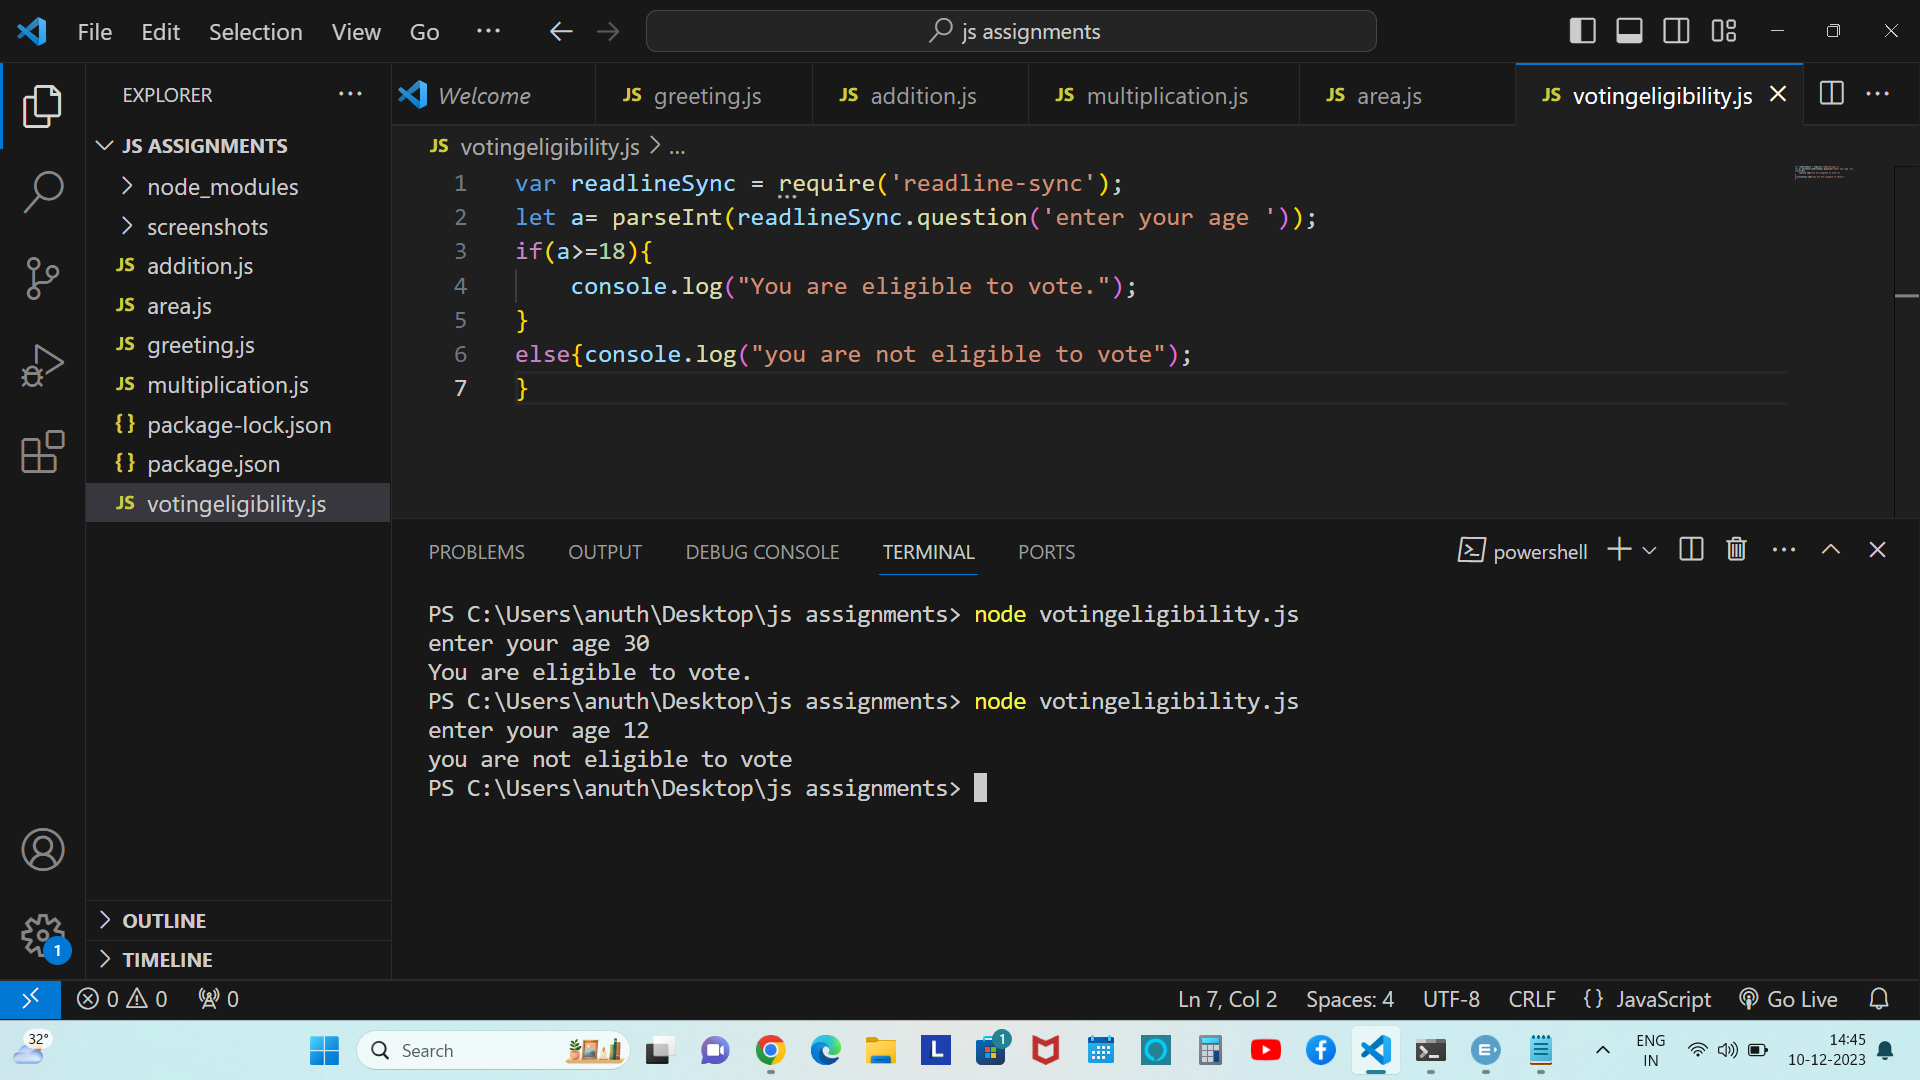 File Edit Selection View Go ... js assignments
EXPLORER ...
Welcome JS greeting.js JS addition.js JS multiplication.js JS area.js JS votingeligibility.js ...
JS ASSIGNMENTS
node_modules
screenshots
JS addition.js
JS area.js
JS greeting.js
JS multiplication.js
{} package-lock.json
{} package.json
JS votingeligibility.js
OUTLINE
TIMELINE
1
JS votingeligibility.js > ...
1 var readlineSync = require('readline-sync');
2 let a= parseInt(readlineSync.question('enter your age '));
3 if(a>=18){
4     console.log("You are eligible to vote.");
5 }
6 else{console.log("you are not eligible to vote");
7 }
PROBLEMS OUTPUT DEBUG CONSOLE TERMINAL PORTS powershell ...
PS C:\Users\anuth\Desktop\js assignments> node votingeligibility.js
enter your age 30
You are eligible to vote.
PS C:\Users\anuth\Desktop\js assignments> node votingeligibility.js
enter your age 12
you are not eligible to vote
PS C:\Users\anuth\Desktop\js assignments>
0 0 0 Ln 7, Col 2 Spaces: 4 UTF-8 CRLF {} JavaScript Go Live
32° Search L 1 ENG 14:45
IN 10-12-2023